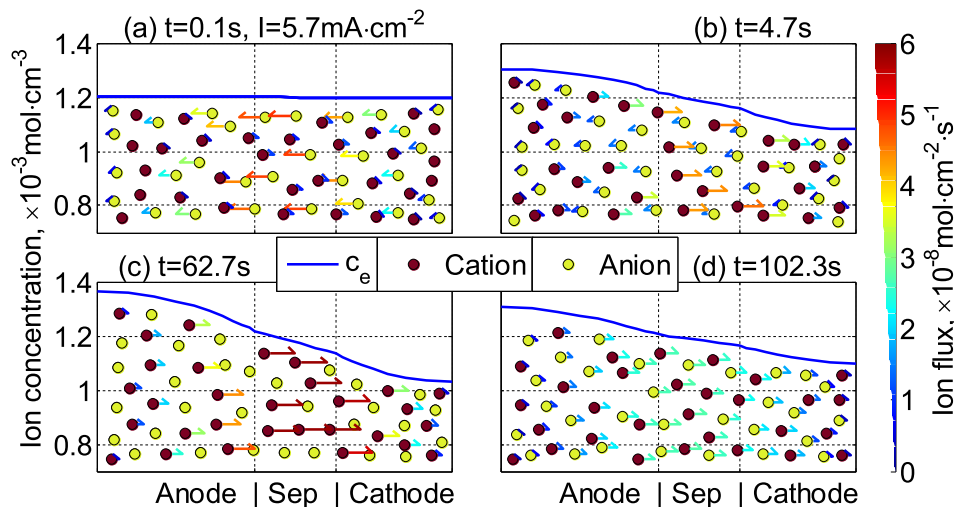 (a) t=0.1s, I=5.7mA·cm⁻²
(b) t=4.7s
1.4
1.2
1
0.8
6
5
4
3
2
1
0
c_e
Cation
Anion
(c) t=62.7s
(d) t=102.3s
1.4
1.2
1
0.8
Anode | Sep | Cathode
Anode | Sep | Cathode
Ion concentration, ×10⁻³mol·cm⁻³
Ion flux, ×10⁻⁸mol·cm⁻²·s⁻¹